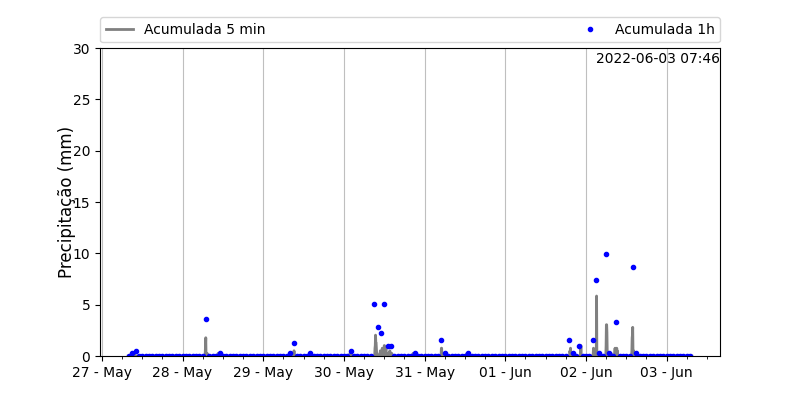 Acumulada 5 min
Acumulada 1h
2022-06-03 07:46
Precipitação (mm)
30
25
20
15
10
5
0
27 - May
28 - May
29 - May
30 - May
31 - May
01 - Jun
02 - Jun
03 - Jun